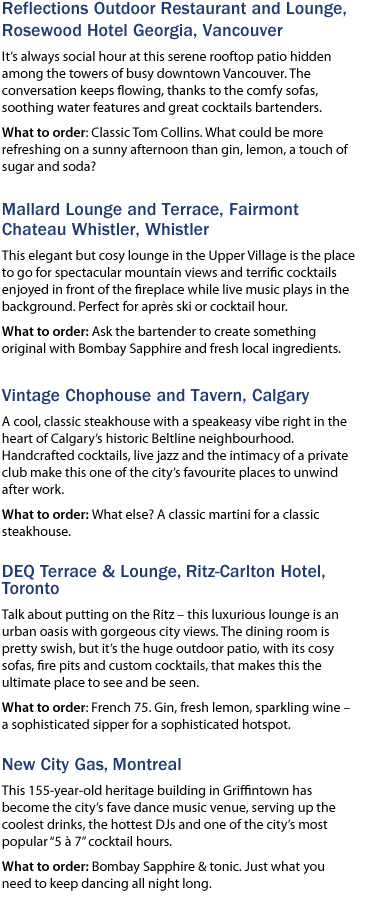 Reflections Outdoor Restaurant and Lounge,
Rosewood Hotel Georgia, Vancouver
It's always social hour at this serene rooftop patio hidden
among the towers of busy downtown Vancouver. The
conversation keeps flowing, thanks to the comfy sofas,
soothing water features and great cocktails bartenders.
What to order: Classic Tom Collins. What could be more
refreshing on a sunny afternoon than gin, lemon, a touch of
sugar and soda?
Mallard Lounge and Terrace, Fairmont
Chateau Whistler, Whistler
This elegant but cosy lounge in the Upper Village is the place
to go for spectacular mountain views and terrific cocktails
enjoyed in front of the fireplace while live music plays in the
background. Perfect for après ski or cocktail hour.
What to order: Ask the bartender to create something
original with Bombay Sapphire and fresh local ingredients.
Vintage Chophouse and Tavern, Calgary
A cool, classic steakhouse with a speakeasy vibe right in the
heart of Calgary's historic Beltline neighbourhood.
Handcrafted cocktails, live jazz and the intimacy of a private
club make this one of the city's favourite places to unwind
after work.
What to order: What else? A classic martini for a classic
steakhouse.
DEQ Terrace & Lounge, Ritz-Carlton Hotel,
Toronto
Talk about putting on the Ritz – this luxurious lounge is an
urban oasis with gorgeous city views. The dining room is
pretty swish, but it's the huge outdoor patio, with its cosy
sofas, fire pits and custom cocktails, that makes this the
ultimate place to see and be seen.
What to order: French 75. Gin, fresh lemon, sparkling wine –
a sophisticated sipper for a sophisticated hotspot.
New City Gas, Montreal
This 155-year-old heritage building in Griffintown has
become the city's fave dance music venue, serving up the
coolest drinks, the hottest DJs and one of the city's most
popular "5 à 7" cocktail hours.
What to order: Bombay Sapphire & tonic. Just what you
need to keep dancing all night long.